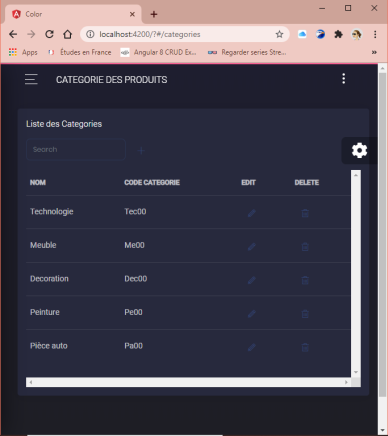 Color
localhost:4200/?#/categories
Apps Études en France Angular 8 CRUD Ex... Regarder series Stre... »
CATEGORIE DES PRODUITS
Liste des Categories
Search
NOM CODE CATEGORIE EDIT DELETE
Technologie Tec00
Meuble Me00
Decoration Dec00
Peinture Pe00
Pièce auto Pa00